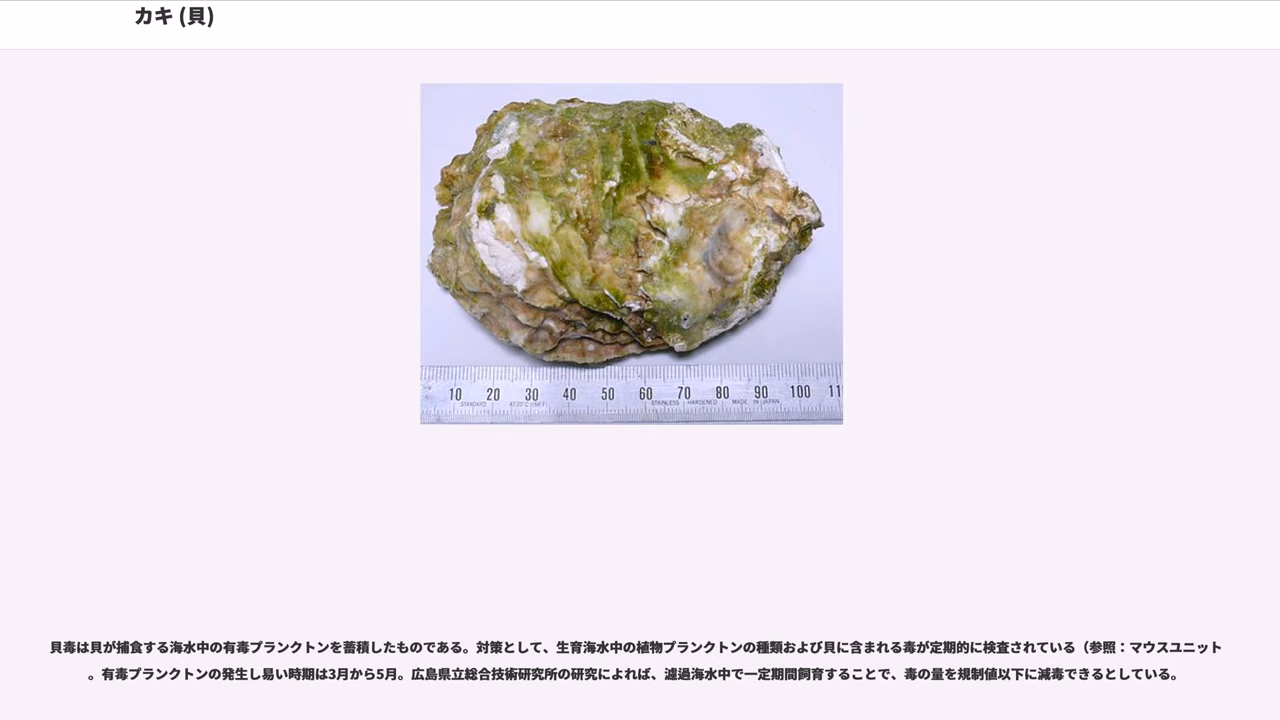 カキ (貝)
10 20 30 40 50 60 70 80 90 100 11
STANDARD STAINLESS HARDENED MADE IN JAPAN
貝毒は貝が捕食する海水中の有毒プランクトンを蓄積したものである。対策として、生育海水中の植物プランクトンの種類および貝に含まれる毒が定期的に検査されている（参照：マウスユニット
。有毒プランクトンの発生し易い時期は3月から5月。広島県立総合技術研究所の研究によれば、濾過海水中で一定期間飼育することで、毒の量を規制値以下に減毒できるとしている。